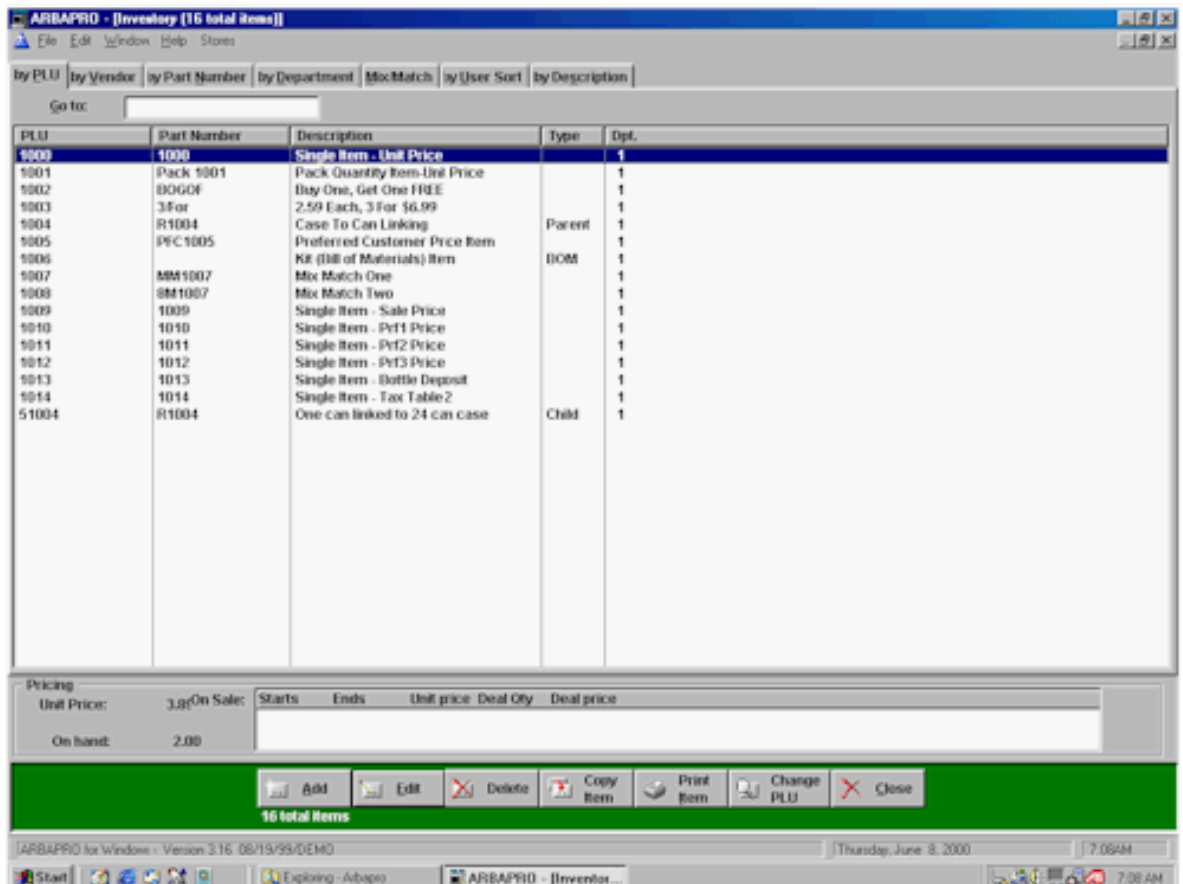 ARBAPRO - [Inventory (16 total items)]
File Edit Window Help Stores
by PLU by Vendor by Part Number by Department Mix/Match by User Sort by Description
Go to:
PLU Part Number Description Type Dpt.
1000 1000 Single Item - Unit Price 1
1001 Pack 1001 Pack Quantity Item-Unit Price 1
1002 BOGOF Buy One, Get One FREE 1
1003 3/For 2.59 Each, 3 For $6.99 1
1004 R1004 Case To Can Linking Parent 1
1005 PFC1005 Preferred Customer Price Item 1
1006 Kit (Bill of Materials) Item BOM 1
1007 MM1007 Mix Match One 1
1008 8M1007 Mix Match Two 1
1009 1009 Single Item - Sale Price 1
1010 1010 Single Item - Prf1 Price 1
1011 1011 Single Item - Prf2 Price 1
1012 1012 Single Item - Prf3 Price 1
1013 1013 Single Item - Bottle Deposit 1
1014 1014 Single Item - Tax Table 2 1
51004 R1004 One can linked to 24 can case Child 1
Pricing
Unit Price: On Sale: Starts Ends Unit price Deal Qty Deal price
On hand: 2.00
Add Edit Delete Copy Item Print Item Change PLU Close
16 total items
ARBAPRO for Windows - Version 3.16 08/19/99/DEMO Thursday, June 8, 2000 7:08AM
Start Exploring - Arbapro ARBAPRO - [Inventor... 7:08 AM